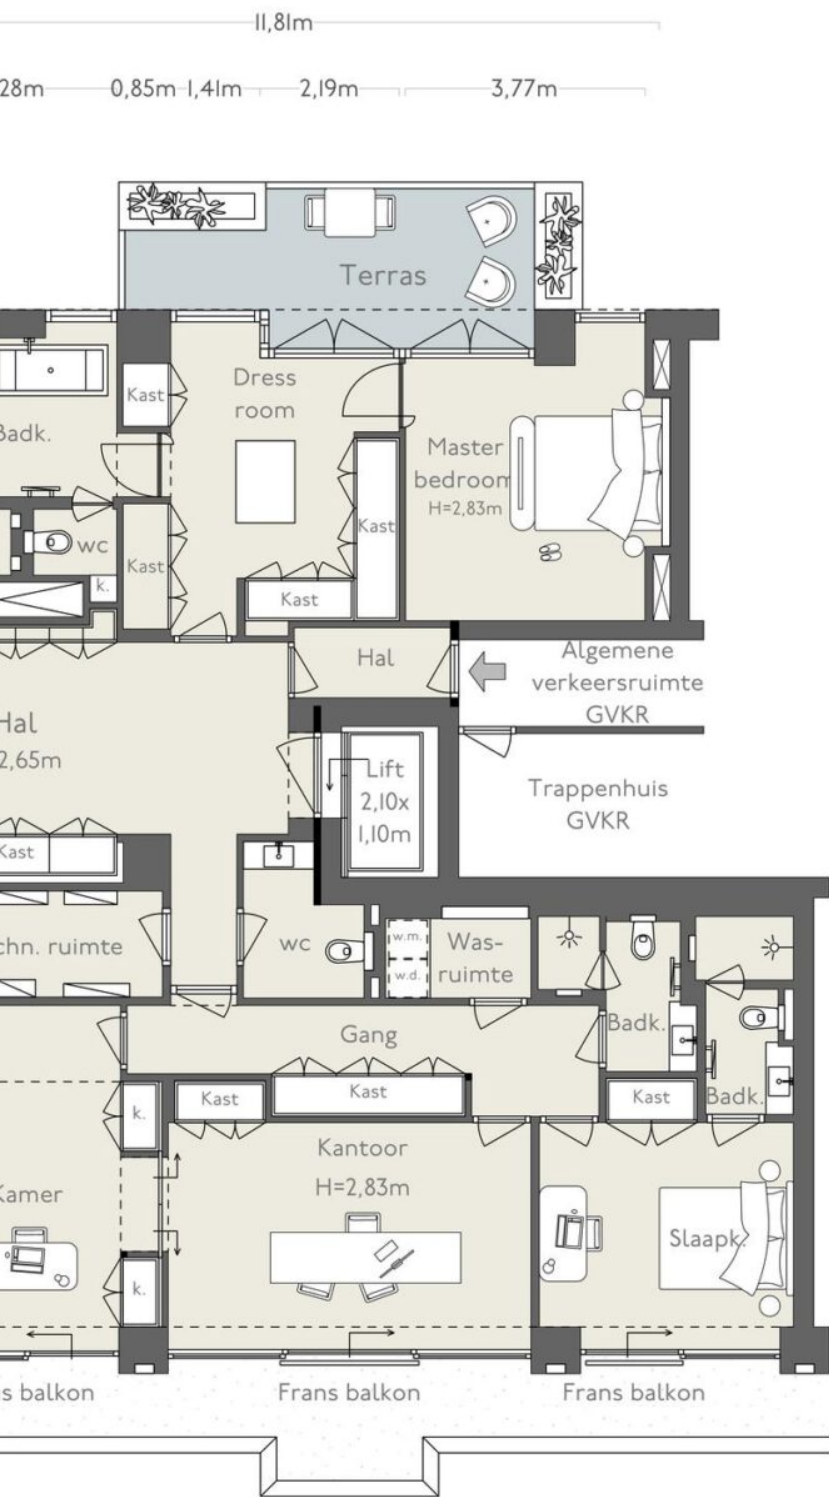 11,81m
28m 0,85m 1,41m 2,19m 3,77m
Terras
Dress
room
Kast
Badk.
Master
bedroom
H=2,83m
Kast
wc
Kast
k.
Kast
Hal
Algemene
verkeersruimte
GVKR
Hal
2,65m
Lift
2,10x
1,10m
Trappenhuis
GVKR
Kast
chn. ruimte
wc
w.m.
w.d.
Was-
ruimte
Badk.
Gang
Badk.
Kast
Kast
Kast
k.
Kantoor
H=2,83m
Kamer
Slaapk.
k.
s balkon
Frans balkon
Frans balkon